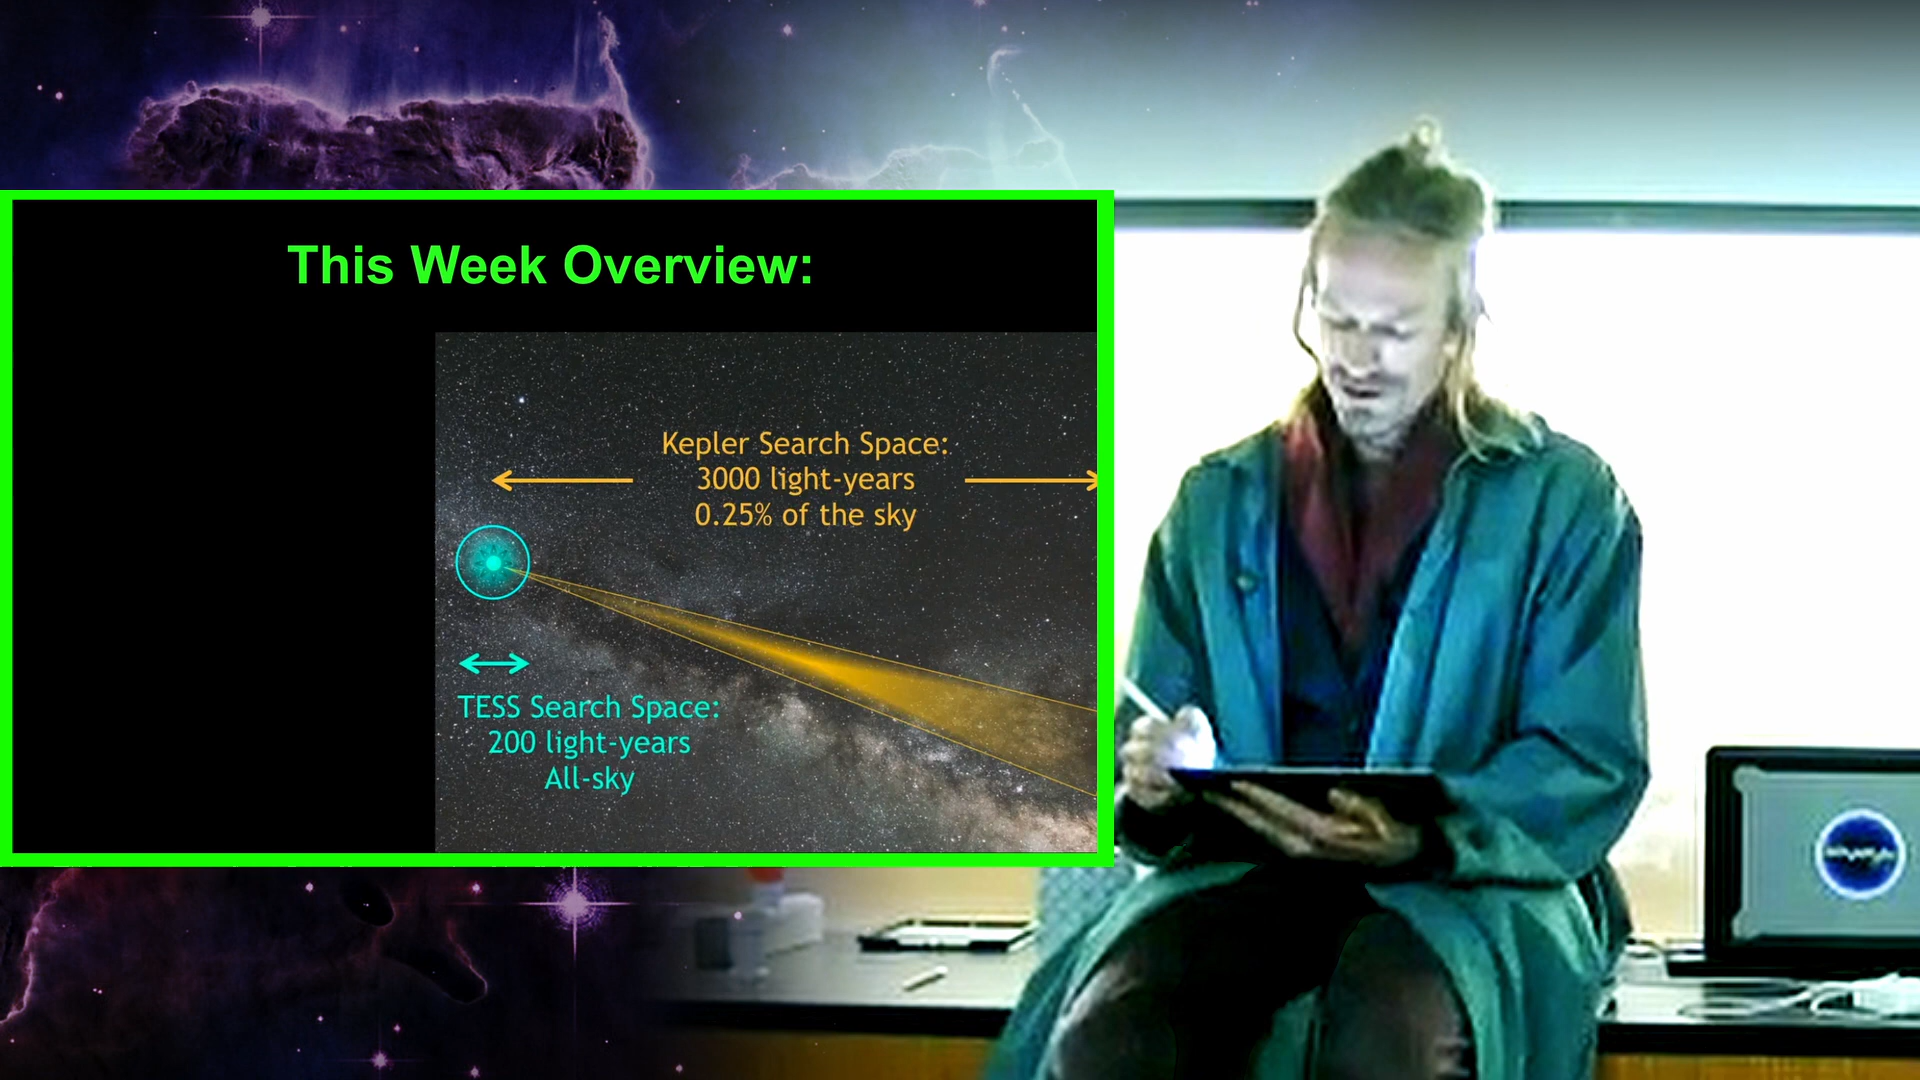 This Week Overview:
Kepler Search Space:
3000 light-years
0.25% of the sky
TESS Search Space:
200 light-years
All-sky